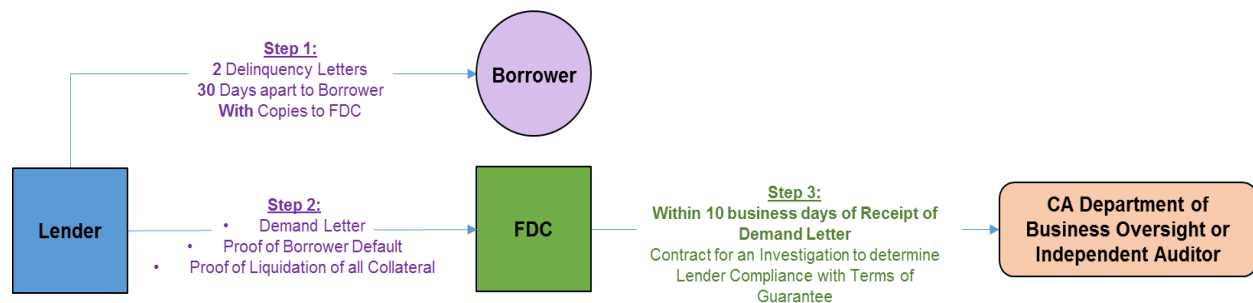 Step 1:
2 Delinquency Letters
30 Days apart to Borrower
With Copies to FDC
Borrower
Lender
Step 2:
• Demand Letter
• Proof of Borrower Default
• Proof of Liquidation of all Collateral
FDC
Step 3:
Within 10 business days of Receipt of
Demand Letter
Contract for an Investigation to determine
Lender Compliance with Terms of
Guarantee
CA Department of
Business Oversight or
Independent Auditor